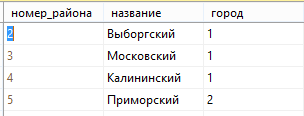 номер_района название город
2 Выборгский 1
3 Московский 1
4 Калининский 1
5 Приморский 2